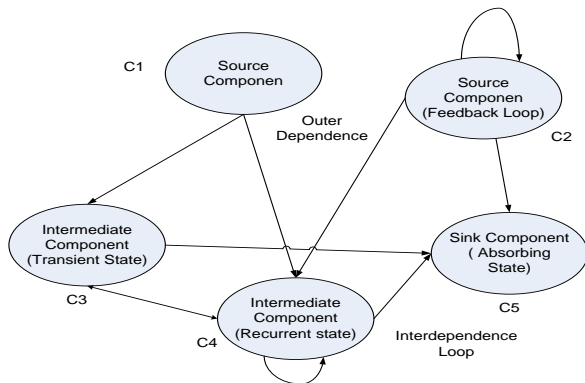 C1
Source
Componen
Source
Componen
(Feedback Loop)
C2
Outer
Dependence
Intermediate
Component
(Transient State)
C3
Intermediate
Component
(Recurrent state)
C4
Sink Component
( Absorbing
State)
C5
Interdependence
Loop